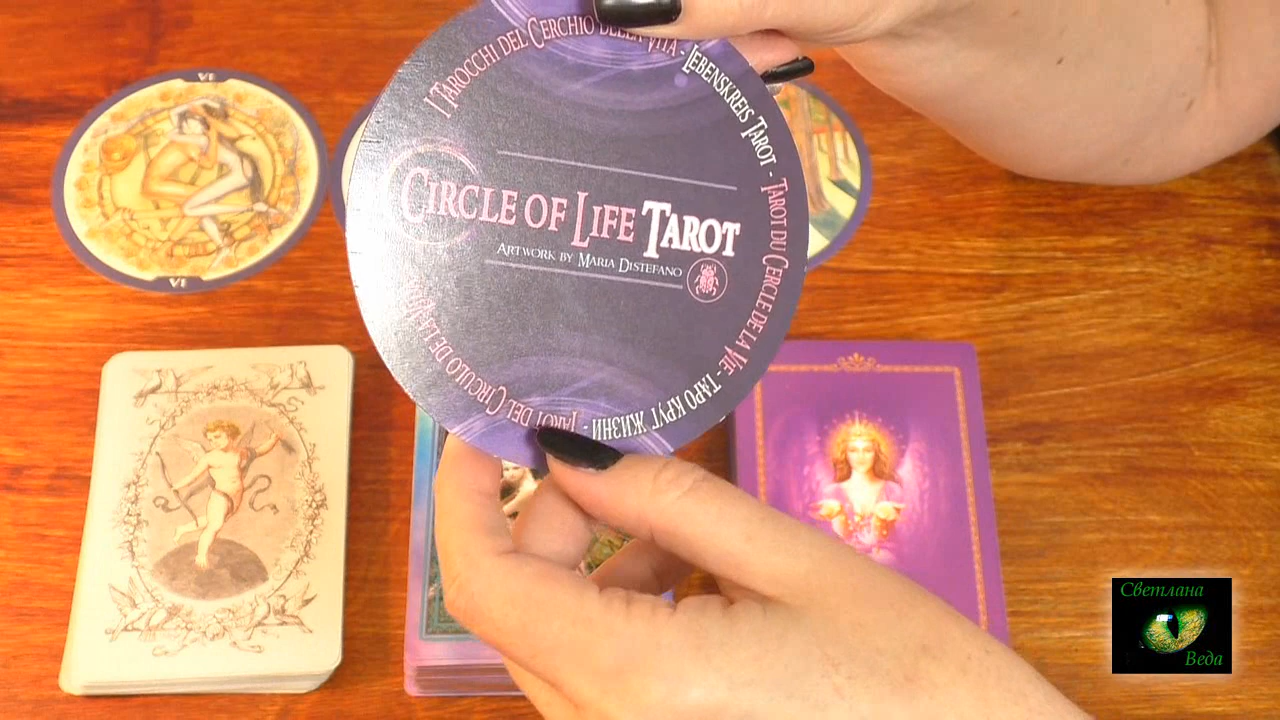 VI
VI
I TAROCCHI DEL CERCHIO DELLA VITA - LEBENSKREIS TAROT - TAROT DU CERCLE DE LA VIE - ТАРО КРУГ ЖИЗНИ - TAROT DEL CIRCULO DE LA VIDA
CIRCLE OF LIFE TAROT
ARTWORK BY MARIA DISTEFANO
Светлана
Веда